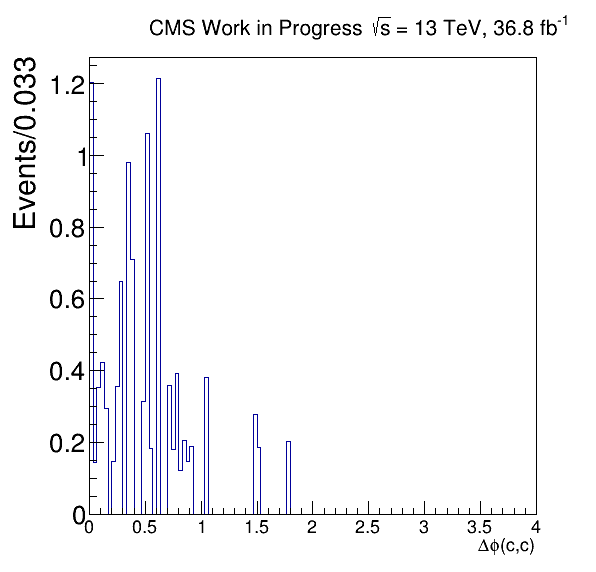 CMS Work in Progress √s = 13 TeV, 36.8 fb⁻¹
Events/0.033
1.2
1
0.8
0.6
0.4
0.2
0
0 0.5 1 1.5 2 2.5 3 3.5 4
Δϕ(c,c)